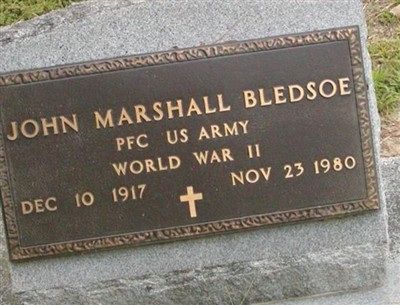 JOHN MARSHALL BLEDSOE
PFC US ARMY
WORLD WAR II
DEC 10 1917 NOV 23 1980